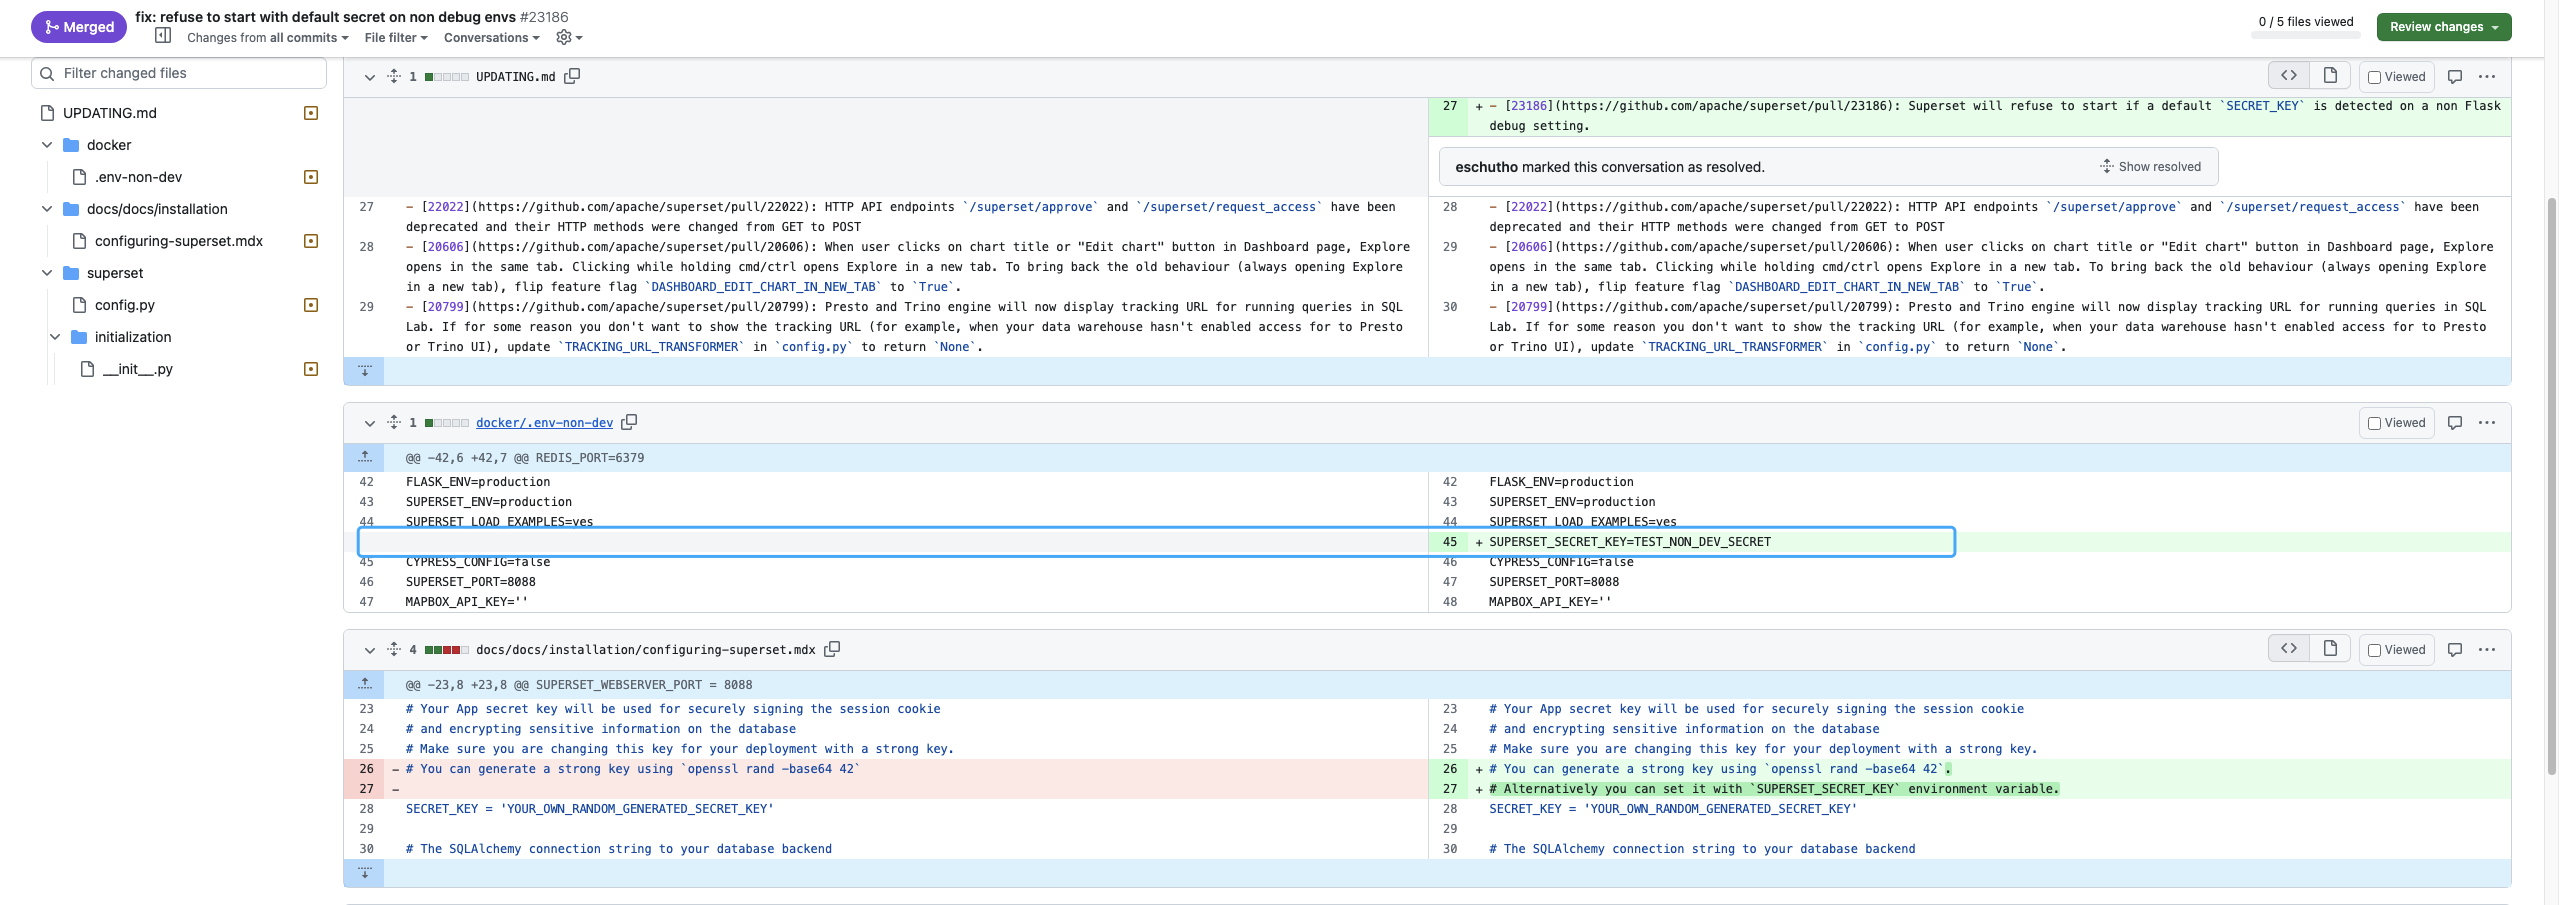 Merged
fix: refuse to start with default secret on non debug envs #23186
Changes from all commits File filter Conversations
0 / 5 files viewed
Review changes
Filter changed files
UPDATING.md
docker
.env-non-dev
docs/docs/installation
configuring-superset.mdx
superset
config.py
initialization
__init__.py
1 UPDATING.md
Viewed
27 + - [23186](https://github.com/apache/superset/pull/23186): Superset will refuse to start if a default `SECRET_KEY` is detected on a non Flask
debug setting.
eschutho marked this conversation as resolved.
Show resolved
27 - [22022](https://github.com/apache/superset/pull/22022): HTTP API endpoints `/superset/approve` and `/superset/request_access` have been
deprecated and their HTTP methods were changed from GET to POST
28 - [20606](https://github.com/apache/superset/pull/20606): When user clicks on chart title or "Edit chart" button in Dashboard page, Explore
opens in the same tab. Clicking while holding cmd/ctrl opens Explore in a new tab. To bring back the old behaviour (always opening Explore
in a new tab), flip feature flag `DASHBOARD_EDIT_CHART_IN_NEW_TAB` to `True`.
29 - [20799](https://github.com/apache/superset/pull/20799): Presto and Trino engine will now display tracking URL for running queries in SQL
Lab. If for some reason you don't want to show the tracking URL (for example, when your data warehouse hasn't enabled access for to Presto
or Trino UI), update `TRACKING_URL_TRANSFORMER` in `config.py` to return `None`.
28 - [22022](https://github.com/apache/superset/pull/22022): HTTP API endpoints `/superset/approve` and `/superset/request_access` have been
deprecated and their HTTP methods were changed from GET to POST
29 - [20606](https://github.com/apache/superset/pull/20606): When user clicks on chart title or "Edit chart" button in Dashboard page, Explore
opens in the same tab. Clicking while holding cmd/ctrl opens Explore in a new tab. To bring back the old behaviour (always opening Explore
in a new tab), flip feature flag `DASHBOARD_EDIT_CHART_IN_NEW_TAB` to `True`.
30 - [20799](https://github.com/apache/superset/pull/20799): Presto and Trino engine will now display tracking URL for running queries in SQL
Lab. If for some reason you don't want to show the tracking URL (for example, when your data warehouse hasn't enabled access for to Presto
or Trino UI), update `TRACKING_URL_TRANSFORMER` in `config.py` to return `None`.
1 docker/.env-non-dev
Viewed
@@ -42,6 +42,7 @@ REDIS_PORT=6379
42 FLASK_ENV=production
43 SUPERSET_ENV=production
44 SUPERSET_LOAD_EXAMPLES=yes
45 CYPRESS_CONFIG=false
46 SUPERSET_PORT=8088
47 MAPBOX_API_KEY=''
42 FLASK_ENV=production
43 SUPERSET_ENV=production
44 SUPERSET_LOAD_EXAMPLES=yes
45 + SUPERSET_SECRET_KEY=TEST_NON_DEV_SECRET
46 CYPRESS_CONFIG=false
47 SUPERSET_PORT=8088
48 MAPBOX_API_KEY=''
4 docs/docs/installation/configuring-superset.mdx
Viewed
@@ -23,8 +23,8 @@ SUPERSET_WEBSERVER_PORT = 8088
23 # Your App secret key will be used for securely signing the session cookie
24 # and encrypting sensitive information on the database
25 # Make sure you are changing this key for your deployment with a strong key.
26 - # You can generate a strong key using `openssl rand -base64 42`
27 -
28 SECRET_KEY = 'YOUR_OWN_RANDOM_GENERATED_SECRET_KEY'
29
30 # The SQLAlchemy connection string to your database backend
23 # Your App secret key will be used for securely signing the session cookie
24 # and encrypting sensitive information on the database
25 # Make sure you are changing this key for your deployment with a strong key.
26 + # You can generate a strong key using `openssl rand -base64 42`.
27 + # Alternatively you can set it with `SUPERSET_SECRET_KEY` environment variable.
28 SECRET_KEY = 'YOUR_OWN_RANDOM_GENERATED_SECRET_KEY'
29
30 # The SQLAlchemy connection string to your database backend